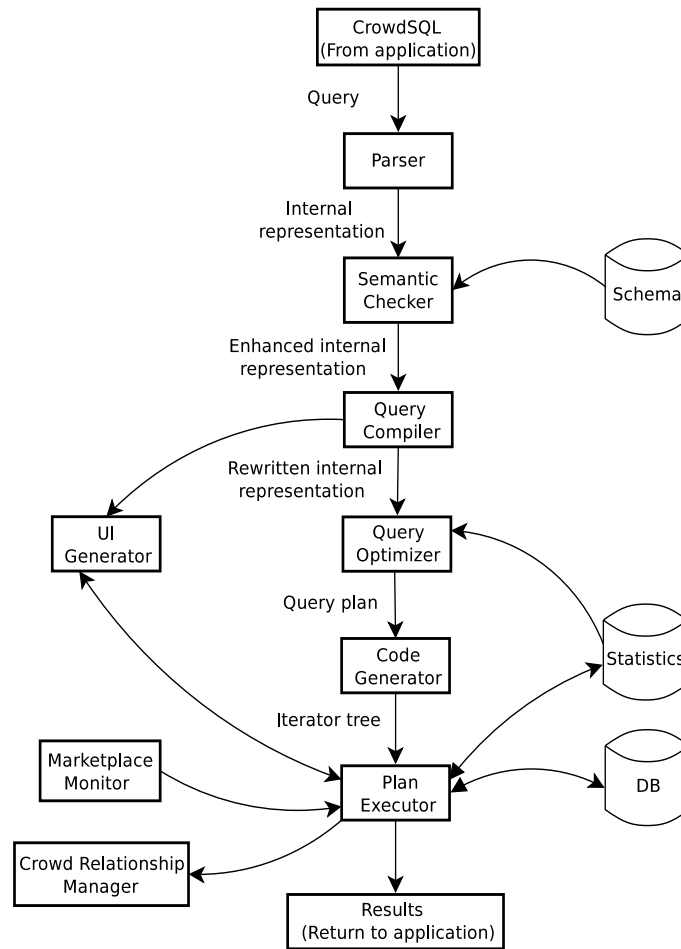 CrowdSQL
(From application)
Query
Parser
Internal
representation
Semantic
Checker
Schema
Enhanced internal
representation
Query
Compiler
Rewritten internal
representation
UI
Generator
Query
Optimizer
Query plan
Code
Generator
Statistics
Iterator tree
Marketplace
Monitor
Plan
Executor
DB
Crowd Relationship
Manager
Results
(Return to application)